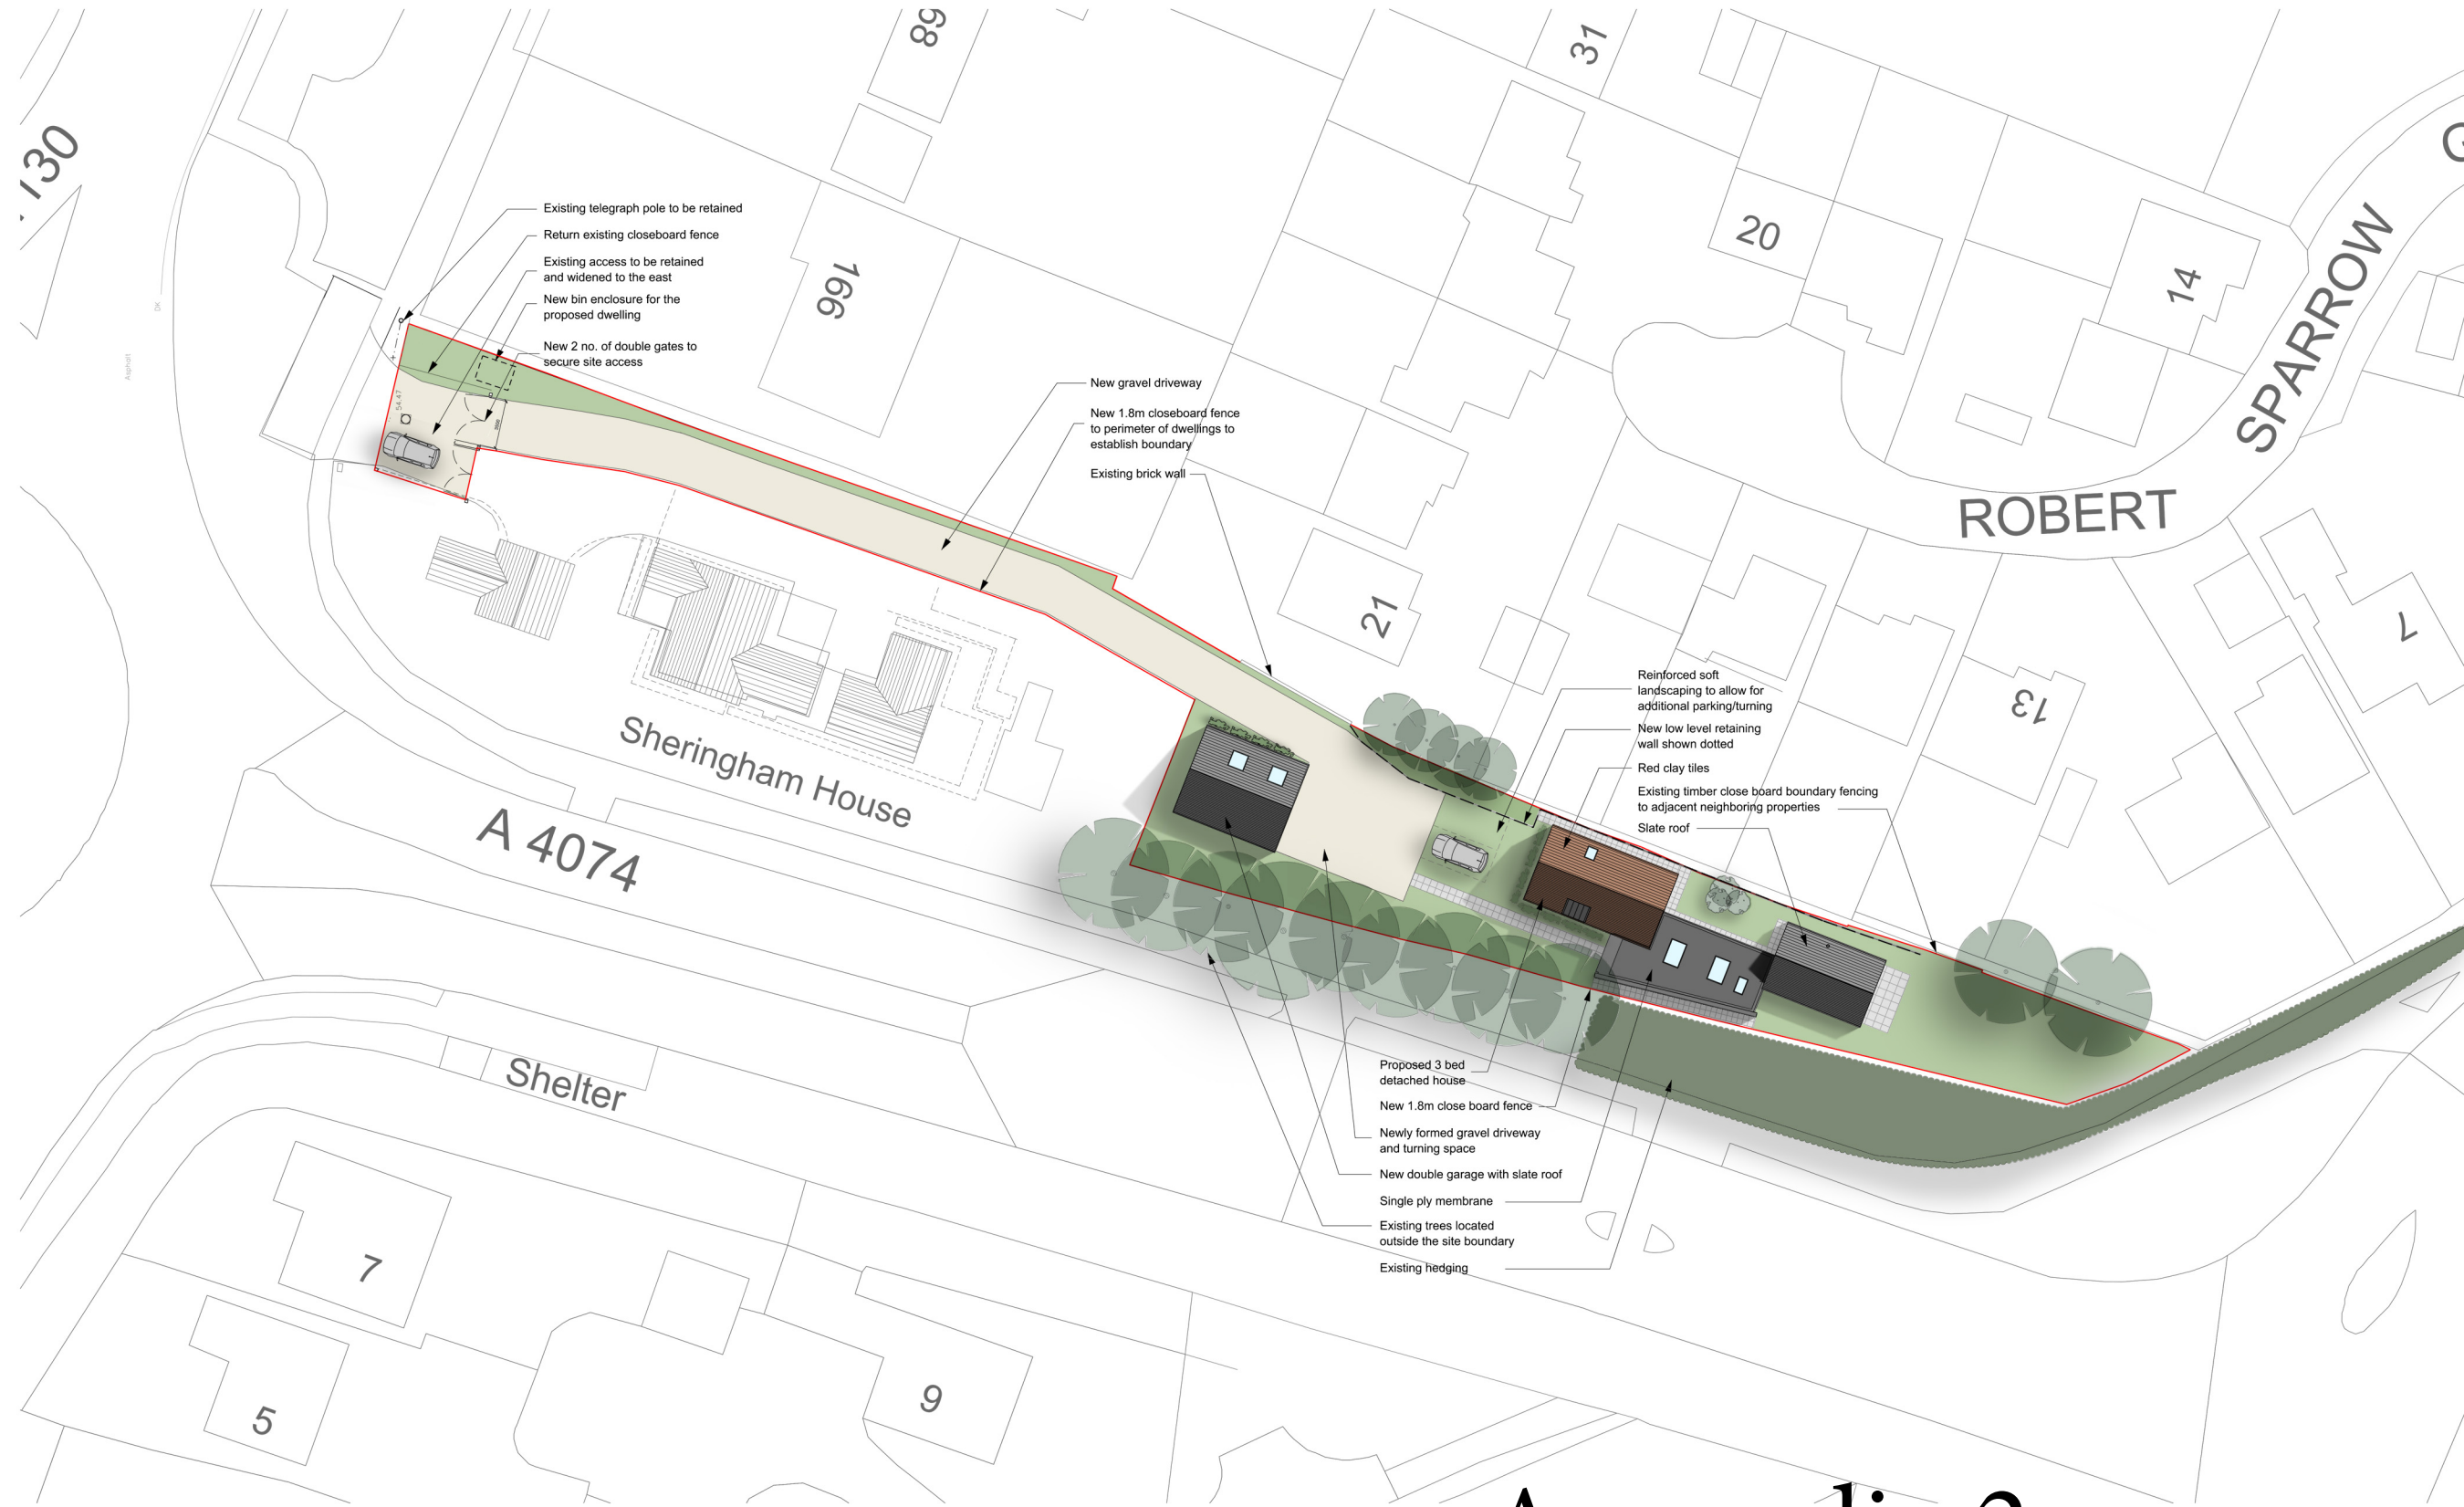 130
68
31
20
14
166
SPARROW
ROBERT
21
13
7
Existing telegraph pole to be retained
Return existing closeboard fence
Existing access to be retained
and widened to the east
New bin enclosure for the
proposed dwelling
New 2 no. of double gates to
secure site access
54.47
Asphalt
New gravel driveway
New 1.8m closeboard fence
to perimeter of dwellings to
establish boundary
Existing brick wall
Reinforced soft
landscaping to allow for
additional parking/turning
New low level retaining
wall shown dotted
Red clay tiles
Existing timber close board boundary fencing
to adjacent neighboring properties
Slate roof
Sheringham House
A 4074
Shelter
Proposed 3 bed
detached house
New 1.8m close board fence
Newly formed gravel driveway
and turning space
New double garage with slate roof
Single ply membrane
Existing trees located
outside the site boundary
Existing hedging
7
5
9